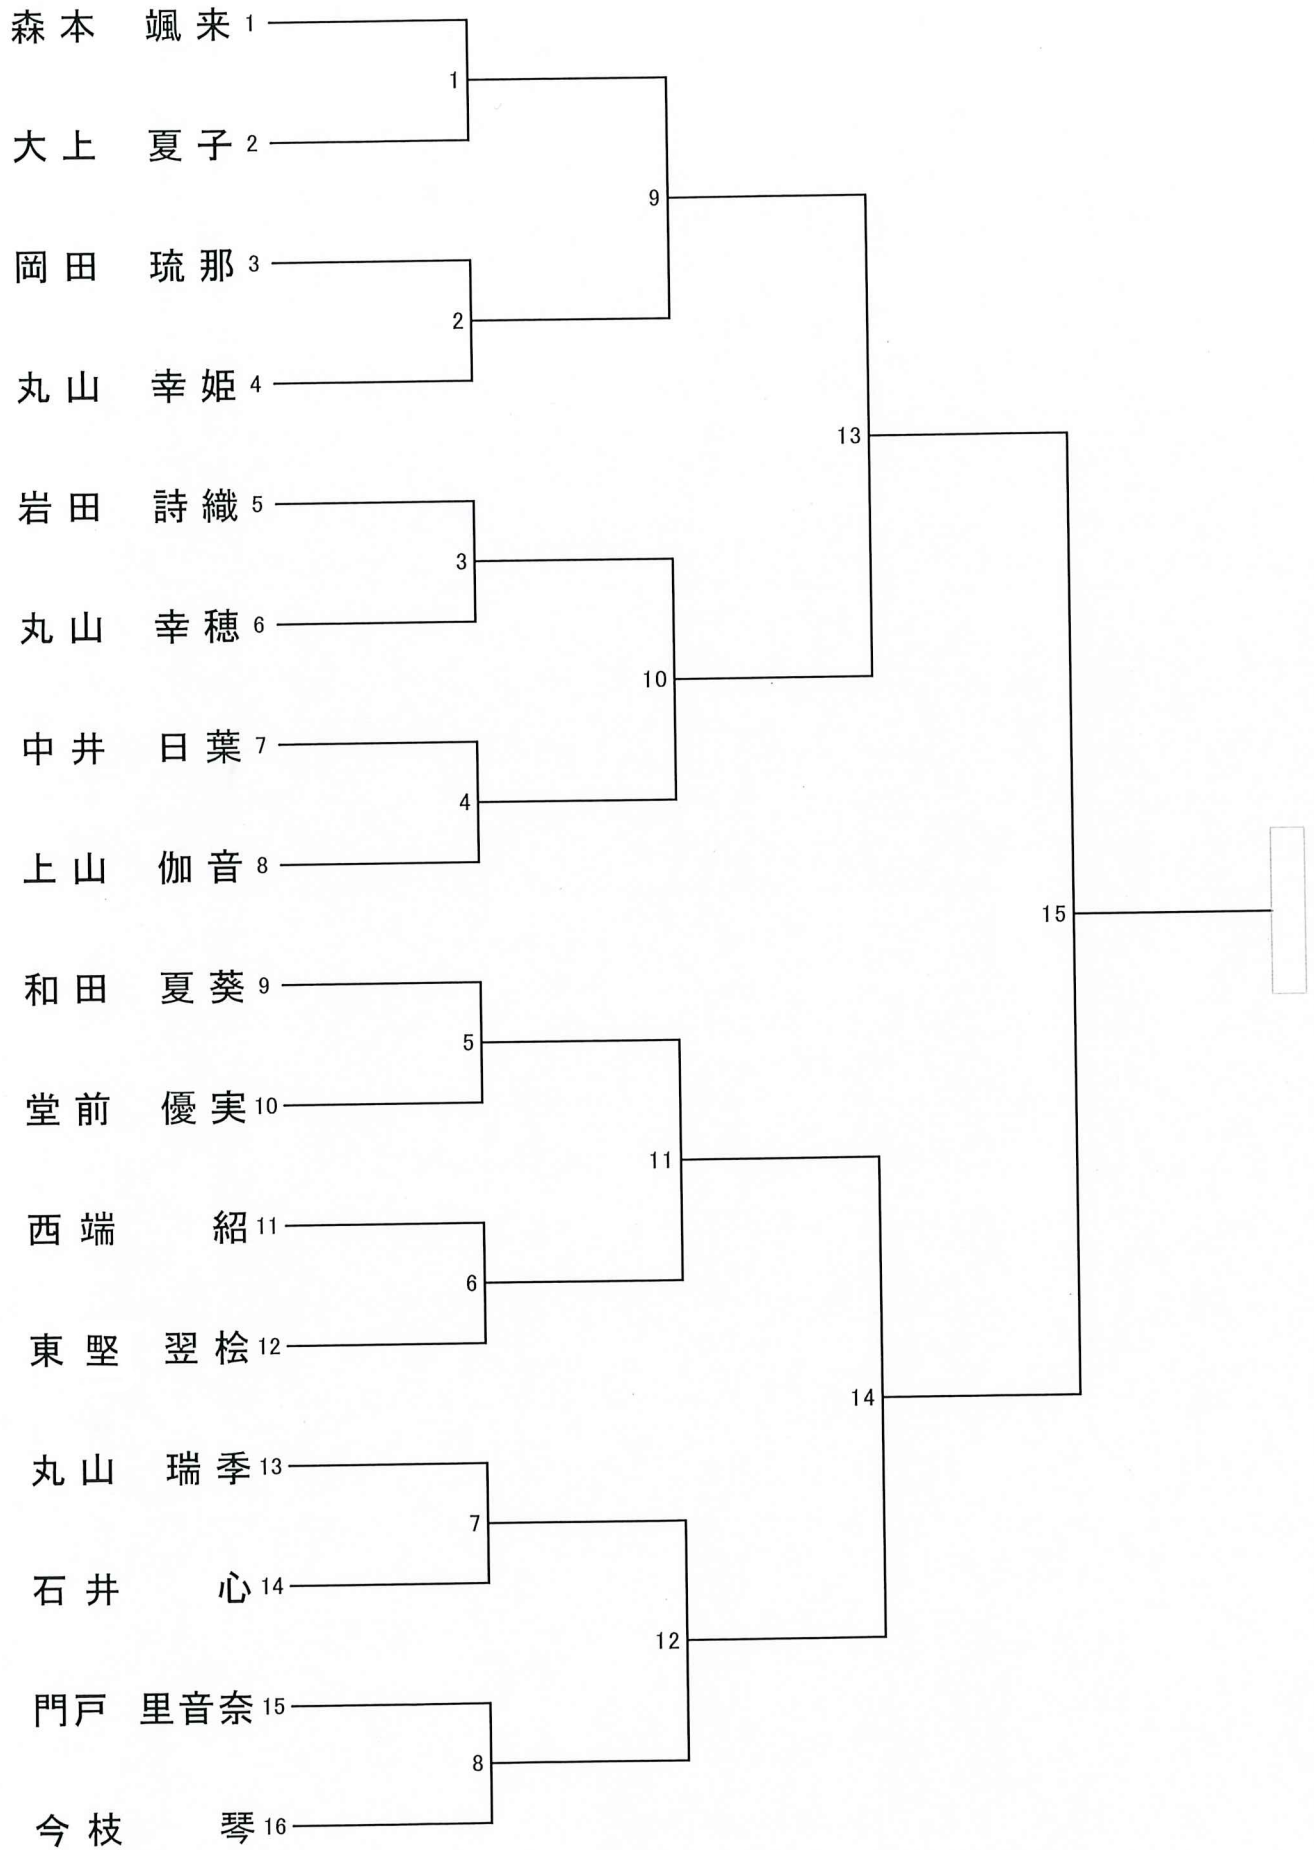 森本 颯来 1
1
大上 夏子 2
9
岡田 琉那 3
2
丸山 幸姫 4
13
岩田 詩織 5
3
丸山 幸穂 6
10
中井 日葉 7
4
上山 伽音 8
15
和田 夏葵 9
5
堂前 優実 10
11
西端 紹 11
6
東堅 翌桧 12
14
丸山 瑞季 13
7
石井 心 14
12
門戸 里音奈 15
8
今枝 琴 16